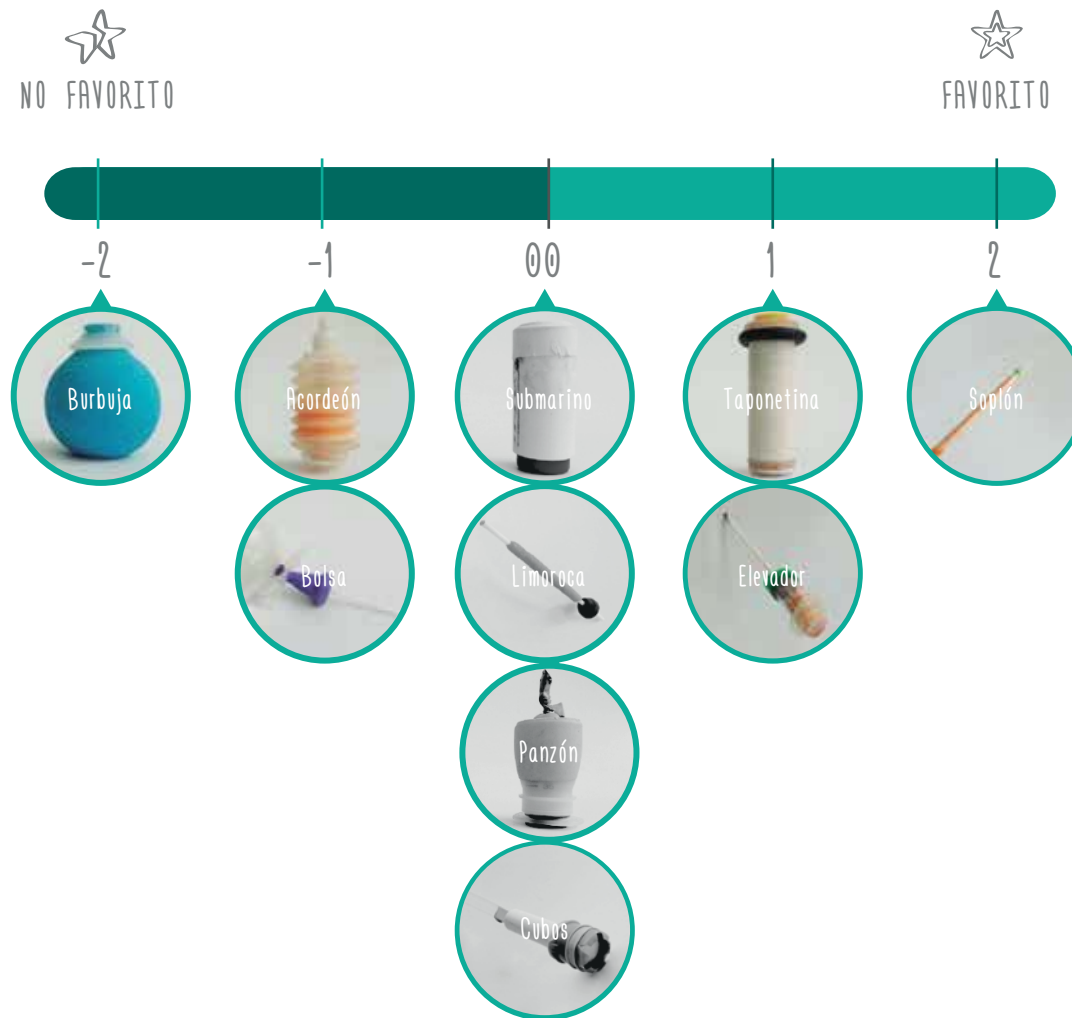 NO FAVORITO
FAVORITO
-2
-1
00
1
2
Burbuja
Acordeón
Submarino
Taponetina
Soplón
Bolsa
Limoroca
Elevador
Panzón
Cubos